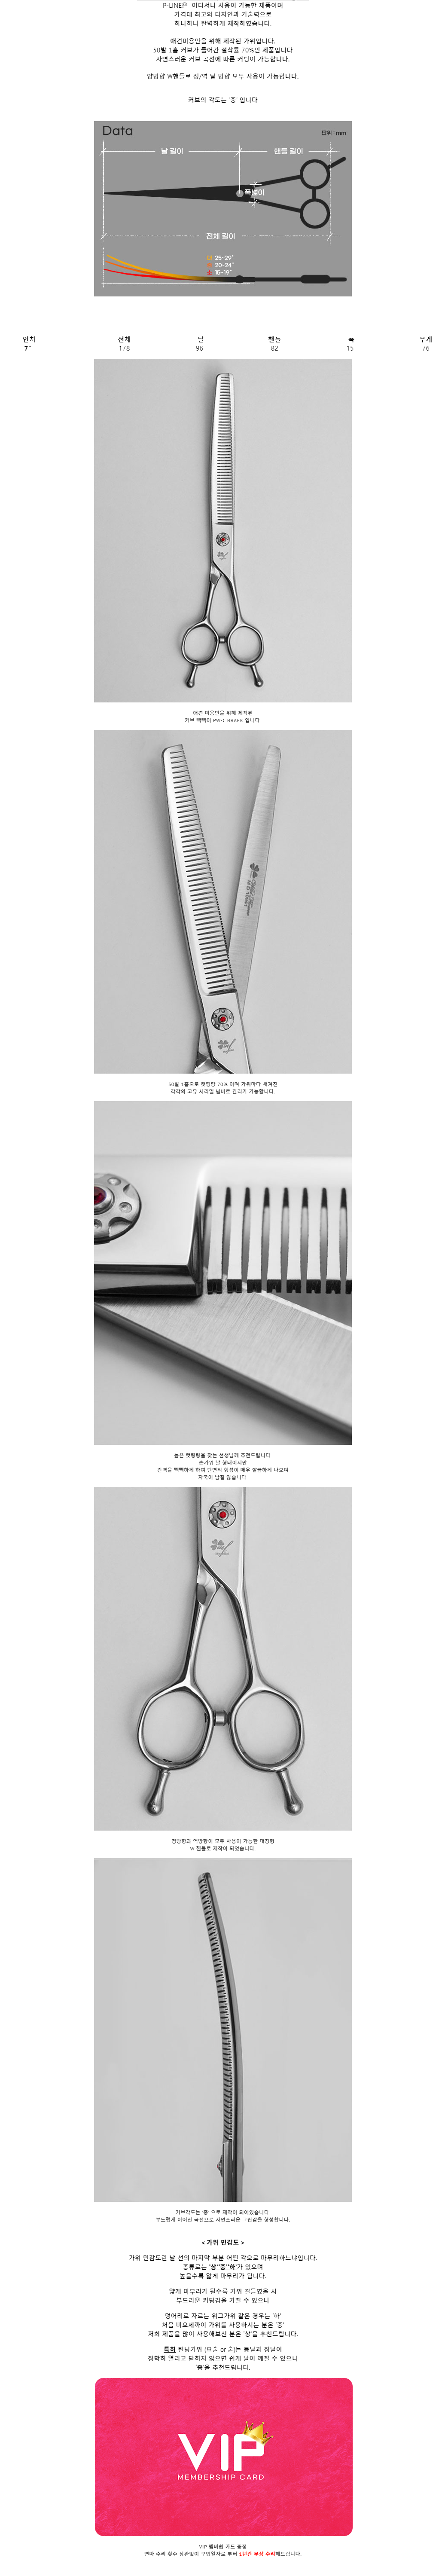 P-LINE은 어디서나 사용이 가능한 제품이며
가격대 최고의 디자인과 기술력으로
하나하나 완벽하게 제작하였습니다.
애견미용만을 위해 제작된 가위입니다.
50발 1홈 커브가 들어간 절삭률 70%인 제품입니다
자연스러운 커브 곡선에 따른 커팅이 가능합니다.
양방향 W핸들로 정/역 날 방향 모두 사용이 가능합니다.
커브의 각도는 '중' 입니다
Data
단위 : mm
날 길이
핸들 길이
폭넓이
전체 길이
강 25-29°
중 20-24°
약 15-19°
인치 전체 날 핸들 폭 무게
7" 178 96 82 15 76
애견 미용만을 위해 제작된
커브 빽빽이 PW-C.BBAEK 입니다.
50발 1홈으로 컷팅량 70% 이며 가위마다 새겨진
각각의 고유 시리얼 넘버로 관리가 가능합니다.
높은 컷팅량을 찾는 선생님께 추천드립니다.
숱가위 날 형태이지만
간격을 빽빽하게 하여 단면적 형성이 매우 깔끔하게 나오며
자국이 남질 않습니다.
정방향과 역방향이 모두 사용이 가능한 대칭형
W 핸들로 제작이 되었습니다.
커브각도는 '중' 으로 제작이 되어있습니다.
부드럽게 이어진 곡선으로 자연스러운 그립감을 형성합니다.
< 가위 민감도 >
가위 민감도란 날 선의 마지막 부분 어떤 각으로 마무리하느냐입니다.
종류로는 '상''중''하'가 있으며
높을수록 얇게 마무리가 됩니다.
얇게 마무리가 될수록 가위 길들였을 시
부드러운 커팅감을 가질 수 있으나
덩어리로 자르는 위그가위 같은 경우는 '하'
처음 비요세까이 가위를 사용하시는 분은 '중'
저희 제품을 많이 사용해보신 분은 '상'을 추천드립니다.
특히 틴닝가위 (요술 or 숱)는 통날과 정날이
정확히 열리고 닫히지 않으면 쉽게 날이 깨질 수 있으니
'중'을 추천드립니다.
VIP
MEMBERSHIP CARD
VIP 멤버쉽 카드 증정
연마 수리 횟수 상관없이 구입일자로 부터 1년간 무상 수리해드립니다.